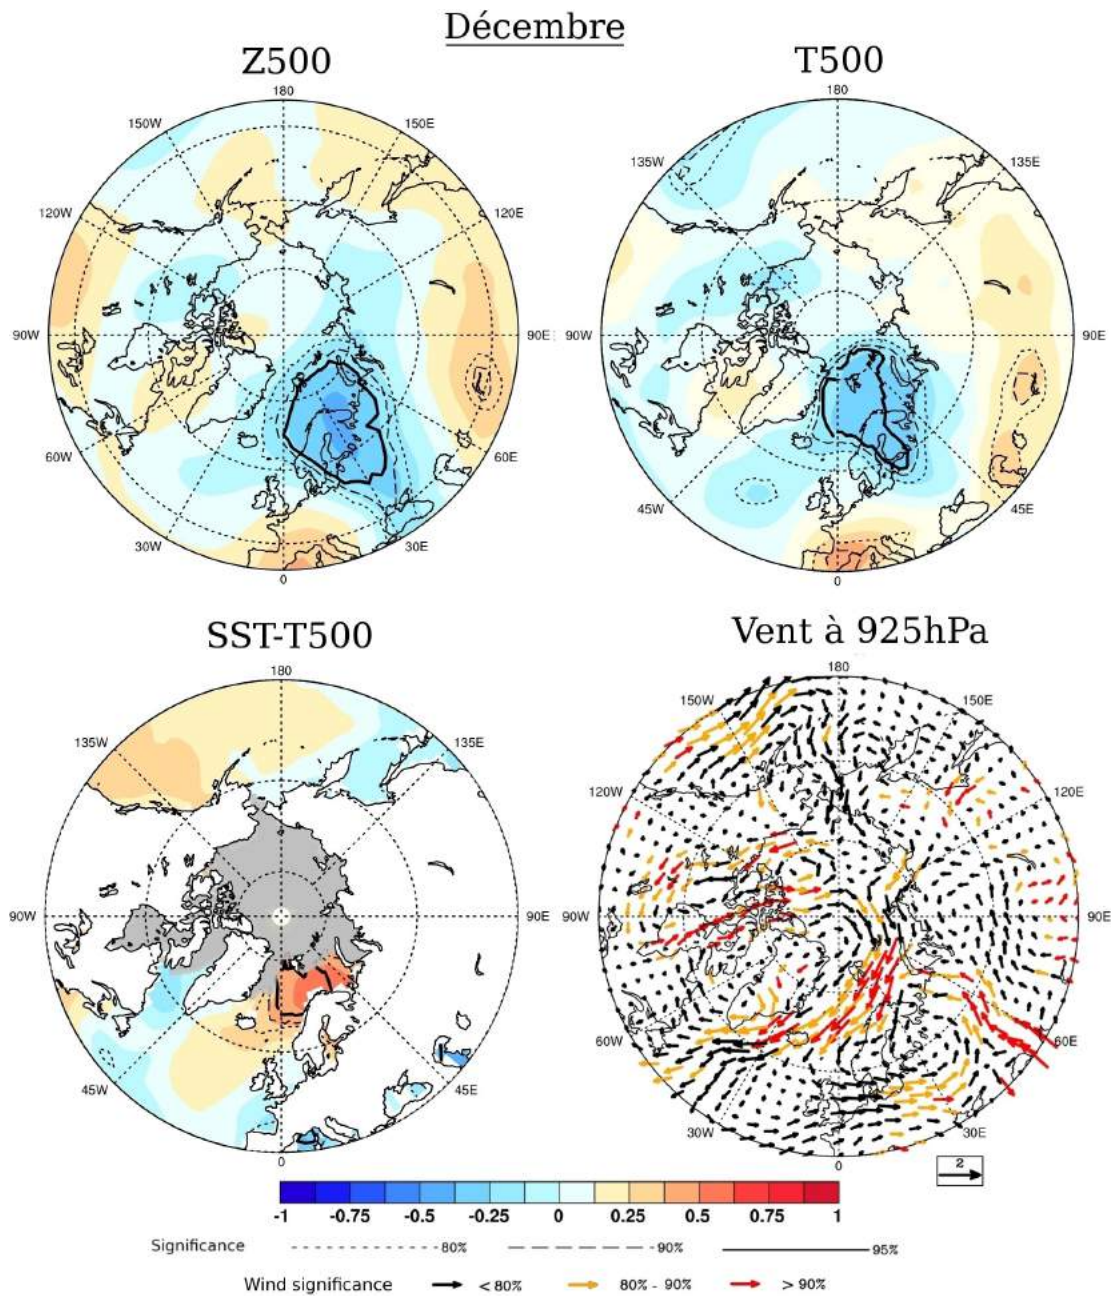 Décembre
Z500
T500
180
150W
150E
120W
120E
90W
90E
60W
60E
30W
30E
0
180
135W
135E
90W
90E
45W
45E
0
SST-T500
Vent à 925hPa
180
135W
135E
90W
90E
45W
45E
0
180
150W
150E
120W
120E
90W
90E
60W
60E
30W
30E
0
2
-1 -0.75 -0.5 -0.25 0 0.25 0.5 0.75 1
Significance 80% 90% 95%
Wind significance < 80% 80% - 90% > 90%